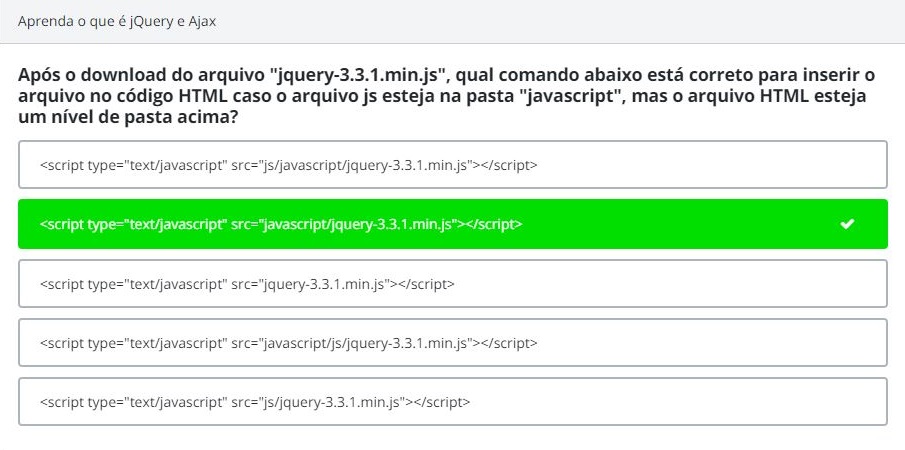 Aprenda o que é jQuery e Ajax
Após o download do arquivo "jquery-3.3.1.min.js", qual comando abaixo está correto para inserir o
arquivo no código HTML caso o arquivo js esteja na pasta "javascript", mas o arquivo HTML esteja
um nível de pasta acima?
<script type="text/javascript" src="js/javascript/jquery-3.3.1.min.js"></script>
<script type="text/javascript" src="javascript/jquery-3.3.1.min.js"></script>
<script type="text/javascript" src="jquery-3.3.1.min.js"></script>
<script type="text/javascript" src="javascript/js/jquery-3.3.1.min.js"></script>
<script type="text/javascript" src="js/jquery-3.3.1.min.js"></script>